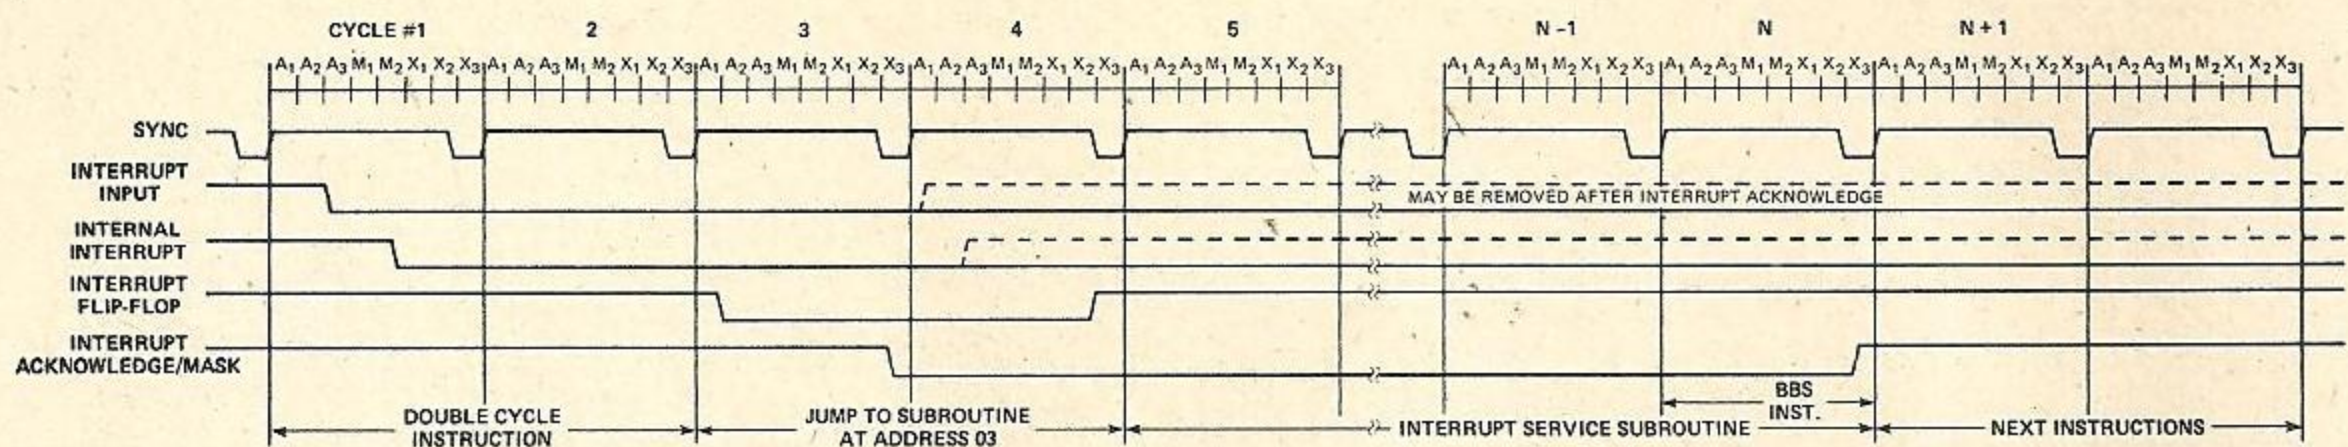 CYCLE #1 2 3 4 5 N -1 N N + 1
A1 A2 A3 M1 M2 X1 X2 X3 A1 A2 A3 M1 M2 X1 X2 X3 A1 A2 A3 M1 M2 X1 X2 X3 A1 A2 A3 M1 M2 X1 X2 X3 A1 A2 A3 M1 M2 X1 X2 X3 A1 A2 A3 M1 M2 X1 X2 X3 A1 A2 A3 M1 M2 X1 X2 X3 A1 A2 A3 M1 M2 X1 X2 X3 A1 A2 A3 M1 M2 X1 X2 X3
SYNC
INTERRUPT
INPUT
MAY BE REMOVED AFTER INTERRUPT ACKNOWLEDGE
INTERNAL
INTERRUPT
INTERRUPT
FLIP-FLOP
INTERRUPT
ACKNOWLEDGE/MASK
DOUBLE CYCLE
INSTRUCTION
JUMP TO SUBROUTINE
AT ADDRESS 03
INTERRUPT SERVICE SUBROUTINE
BBS
INST.
NEXT INSTRUCTIONS